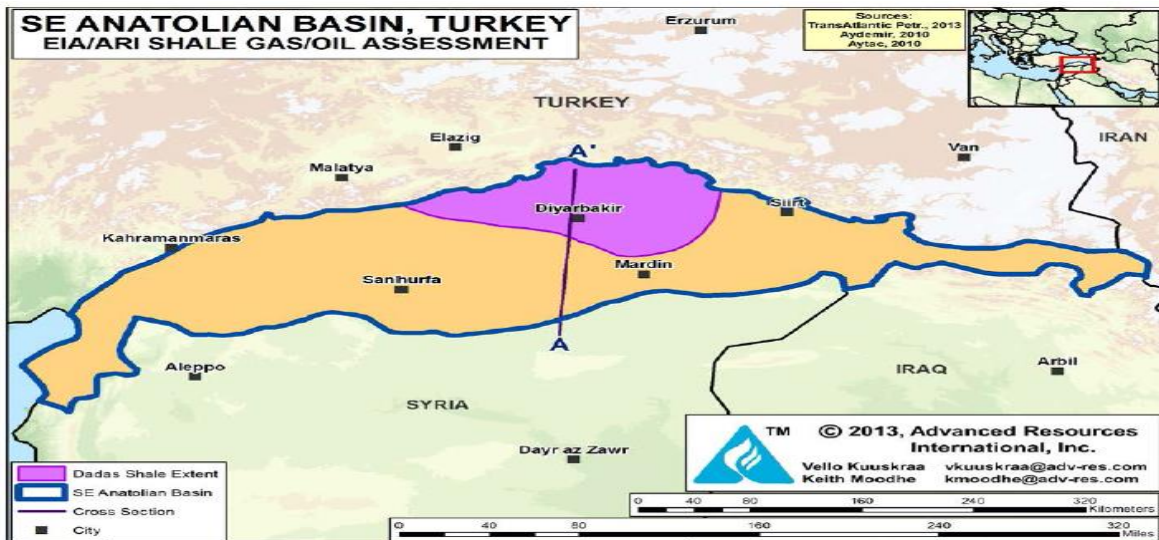 SE ANATOLIAN BASIN, TURKEY
EIA/ARI SHALE GAS/OIL ASSESSMENT
Erzurum
Sources:
TransAtlantic Petr., 2013
Aydemir, 2010
Aytac, 2010
TURKEY
IRAN
Elazig
Van
A'
Malatya
Diyarbakir
Siirt
Kahramanmaras
Mardin
Sanliurfa
A
Aleppo
IRAQ
Arbil
SYRIA
Dayr az Zawr
TM
© 2013, Advanced Resources
International, Inc.
Vello Kuuskraa vkuuskraa@adv-res.com
Keith Moodhe kmoodhe@adv-res.com
Dadas Shale Extent
SE Anatolian Basin
Cross Section
City
0 40 80 160 240 320
Kilometers
0 40 80 160 240 320
Miles